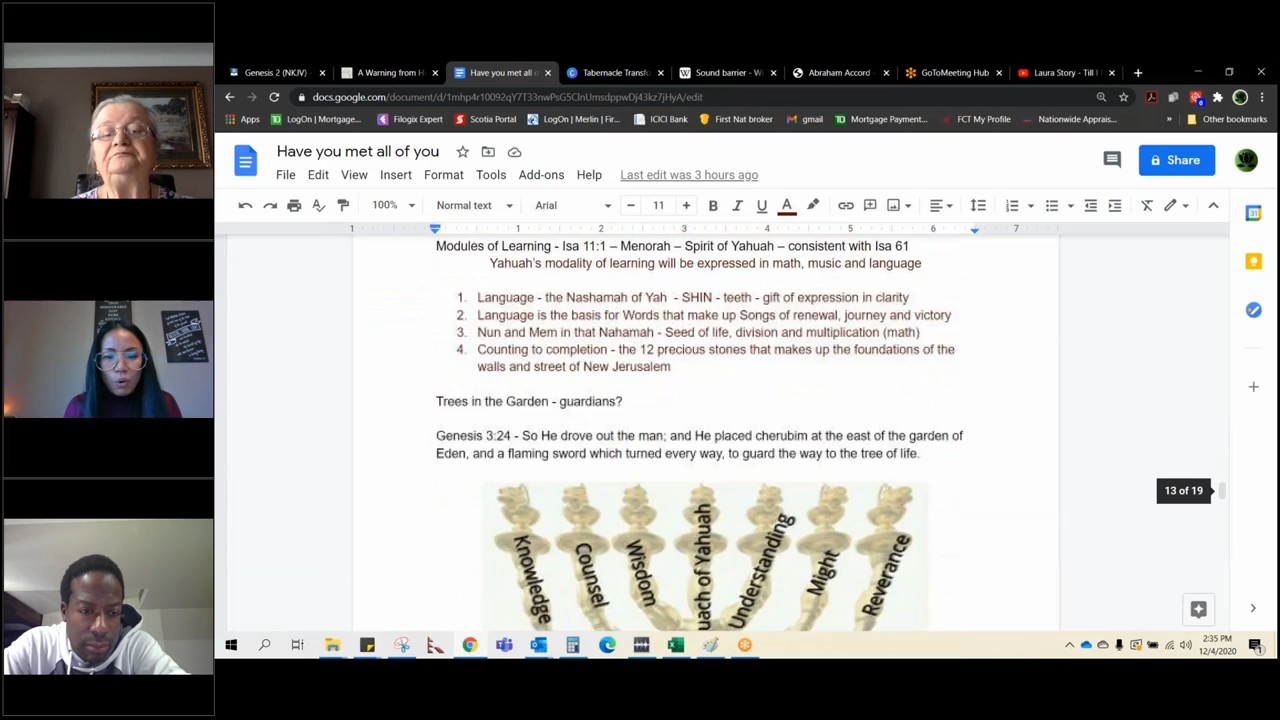 Genesis 2 (NKJV)
A Warning from H
Have you met all o
Tabernacle Transfo
Sound barrier - Wi
Abraham Accord -
GoToMeeting Hub
Laura Story - Till I
docs.google.com/document/d/
/edit
Apps
LogOn | Mortgage...
Filogix Expert
Scotia Portal
LogOn | Merlin | Fir...
ICICI Bank
First Nat broker
gmail
Mortgage Payment...
FCT My Profile
Nationwide Apprais...
»
Other bookmarks
Have you met all of you
Share
File Edit View Insert Format Tools Add-ons Help Last edit was 3 hours ago
100% Normal text Arial 11 B I U A
1 1 2 3 4 5 6 7
Modules of Learning - Isa 11:1 – Menorah – Spirit of Yahuah – consistent with Isa 61
Yahuah's modality of learning will be expressed in math, music and language
1. Language - the Nashamah of Yah - SHIN - teeth - gift of expression in clarity
2. Language is the basis for Words that make up Songs of renewal, journey and victory
3. Nun and Mem in that Nahamah - Seed of life, division and multiplication (math)
4. Counting to completion - the 12 precious stones that makes up the foundations of the
walls and street of New Jerusalem
Trees in the Garden - guardians?
Genesis 3:24 - So He drove out the man; and He placed cherubim at the east of the garden of
Eden, and a flaming sword which turned every way, to guard the way to the tree of life.
13 of 19
Knowledge
Counsel
Wisdom
uach of Yahuah
Understanding
Might
Reverance
2:35 PM
12/4/2020